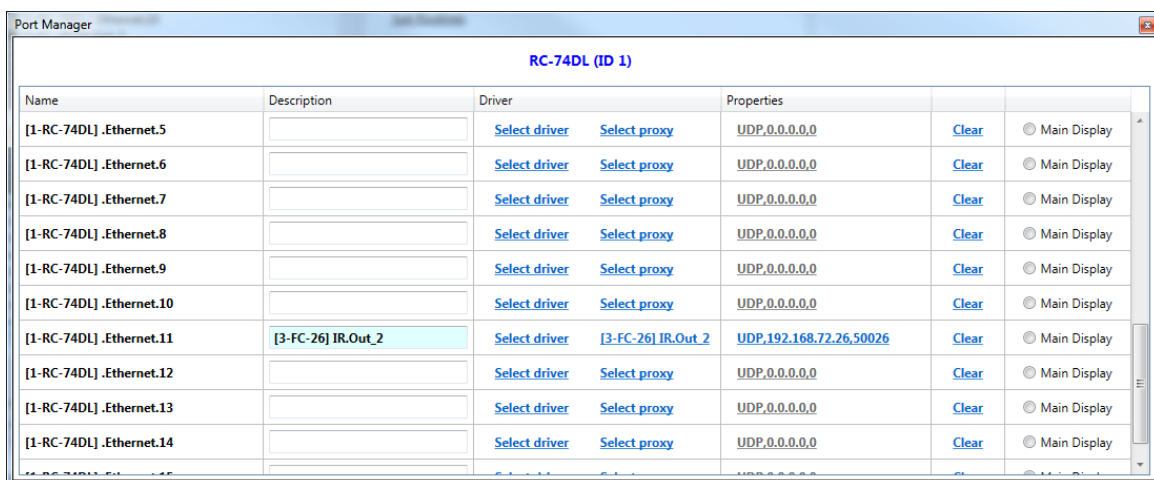 Port Manager
RC-74DL (ID 1)
Name Description Driver Properties
[1-RC-74DL] .Ethernet.5 Select driver Select proxy UDP,0.0.0.0,0 Clear Main Display
[1-RC-74DL] .Ethernet.6 Select driver Select proxy UDP,0.0.0.0,0 Clear Main Display
[1-RC-74DL] .Ethernet.7 Select driver Select proxy UDP,0.0.0.0,0 Clear Main Display
[1-RC-74DL] .Ethernet.8 Select driver Select proxy UDP,0.0.0.0,0 Clear Main Display
[1-RC-74DL] .Ethernet.9 Select driver Select proxy UDP,0.0.0.0,0 Clear Main Display
[1-RC-74DL] .Ethernet.10 Select driver Select proxy UDP,0.0.0.0,0 Clear Main Display
[1-RC-74DL] .Ethernet.11 [3-FC-26] IR.Out_2 Select driver [3-FC-26] IR.Out_2 UDP,192.168.72.26,50026 Clear Main Display
[1-RC-74DL] .Ethernet.12 Select driver Select proxy UDP,0.0.0.0,0 Clear Main Display
[1-RC-74DL] .Ethernet.13 Select driver Select proxy UDP,0.0.0.0,0 Clear Main Display
[1-RC-74DL] .Ethernet.14 Select driver Select proxy UDP,0.0.0.0,0 Clear Main Display